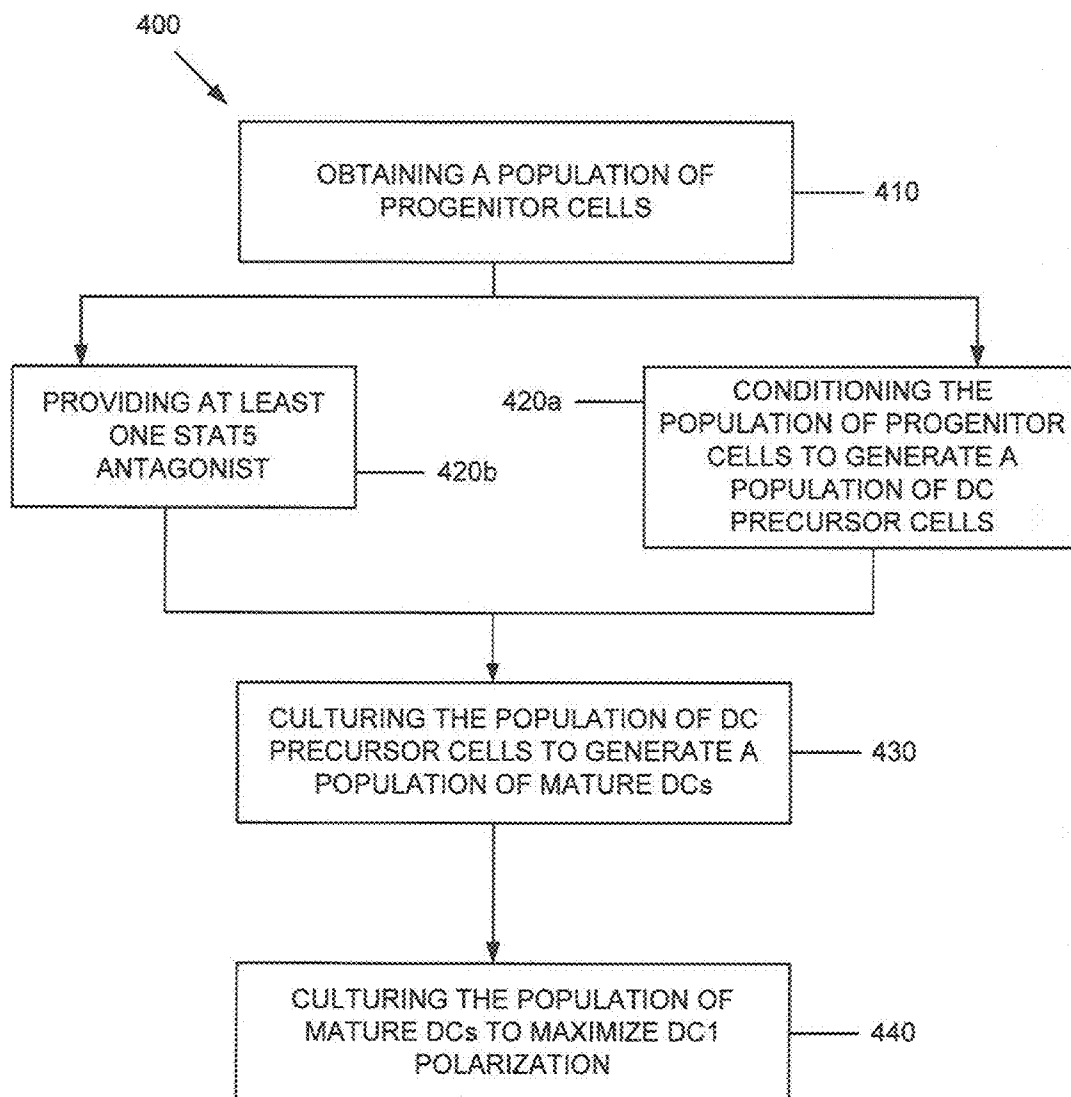 400
OBTAINING A POPULATION OF
PROGENITOR CELLS
410
PROVIDING AT LEAST
ONE STAT5
ANTAGONIST
420b
420a
CONDITIONING THE
POPULATION OF PROGENITOR
CELLS TO GENERATE A
POPULATION OF DC
PRECURSOR CELLS
CULTURING THE POPULATION OF DC
PRECURSOR CELLS TO GENERATE A
POPULATION OF MATURE DCs
430
CULTURING THE POPULATION OF
MATURE DCs TO MAXIMIZE DC1
POLARIZATION
440